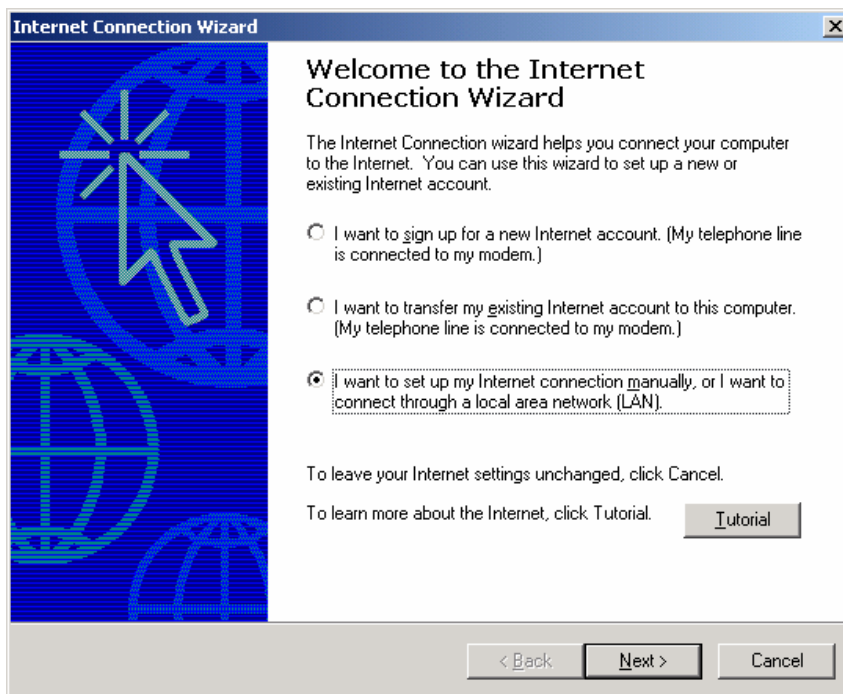 Internet Connection Wizard
Welcome to the Internet
Connection Wizard
The Internet Connection wizard helps you connect your computer
to the Internet. You can use this wizard to set up a new or
existing Internet account.
I want to sign up for a new Internet account. (My telephone line
is connected to my modem.)
I want to transfer my existing Internet account to this computer.
(My telephone line is connected to my modem.)
I want to set up my Internet connection manually, or I want to
connect through a local area network (LAN).
To leave your Internet settings unchanged, click Cancel.
To learn more about the Internet, click Tutorial.
Tutorial
< Back
Next >
Cancel